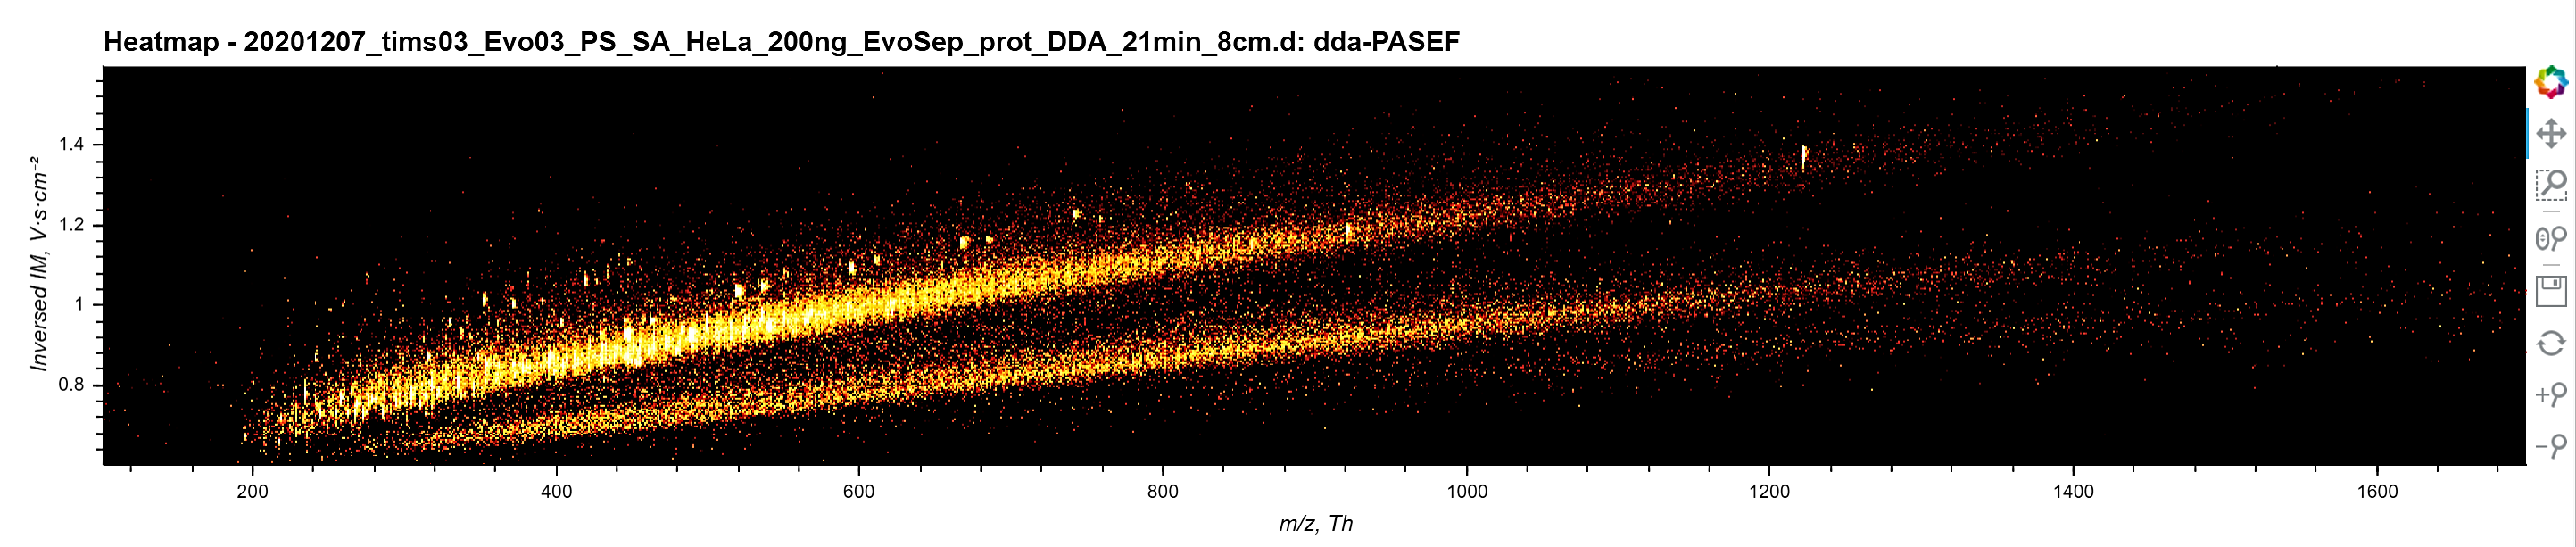 Heatmap - 20201207_tims03_Evo03_PS_SA_HeLa_200ng_EvoSep_prot_DDA_21min_8cm.d: dda-PASEF
Inversed IM, V·s·cm⁻²
1.4
1.2
1
0.8
200 400 600 800 1000 1200 1400 1600
m/z, Th